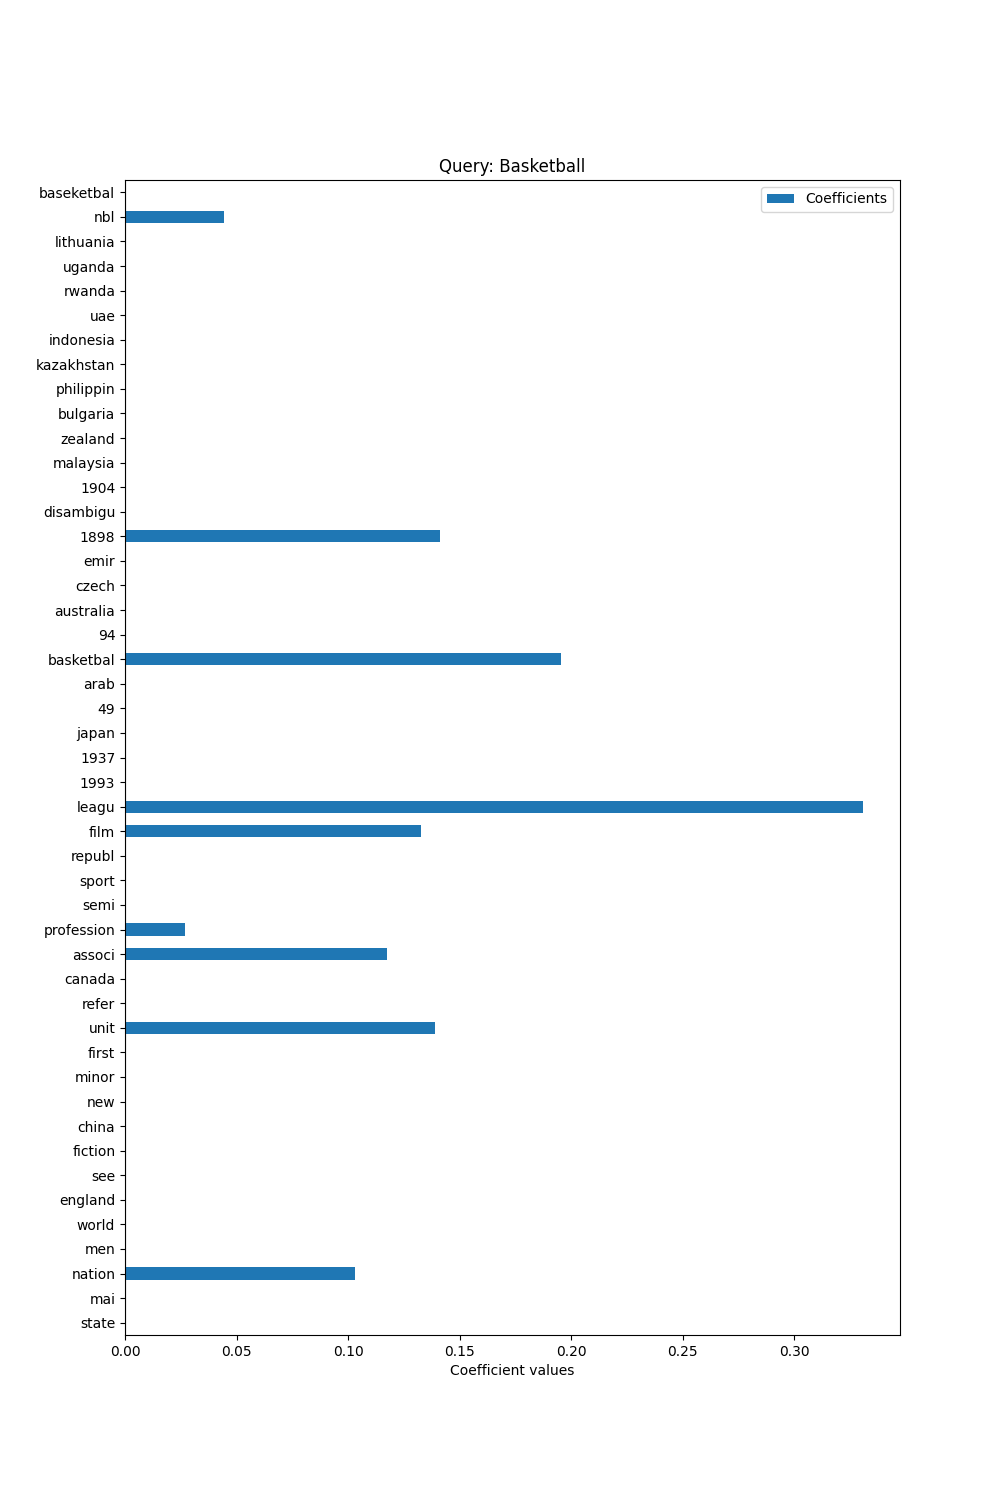 Query: Basketball
Coefficients
baseketbal
nbl
lithuania
uganda
rwanda
uae
indonesia
kazakhstan
philippin
bulgaria
zealand
malaysia
1904
disambigu
1898
emir
czech
australia
94
basketbal
arab
49
japan
1937
1993
leagu
film
republ
sport
semi
profession
associ
canada
refer
unit
first
minor
new
china
fiction
see
england
world
men
nation
mai
state
0.00 0.05 0.10 0.15 0.20 0.25 0.30
Coefficient values